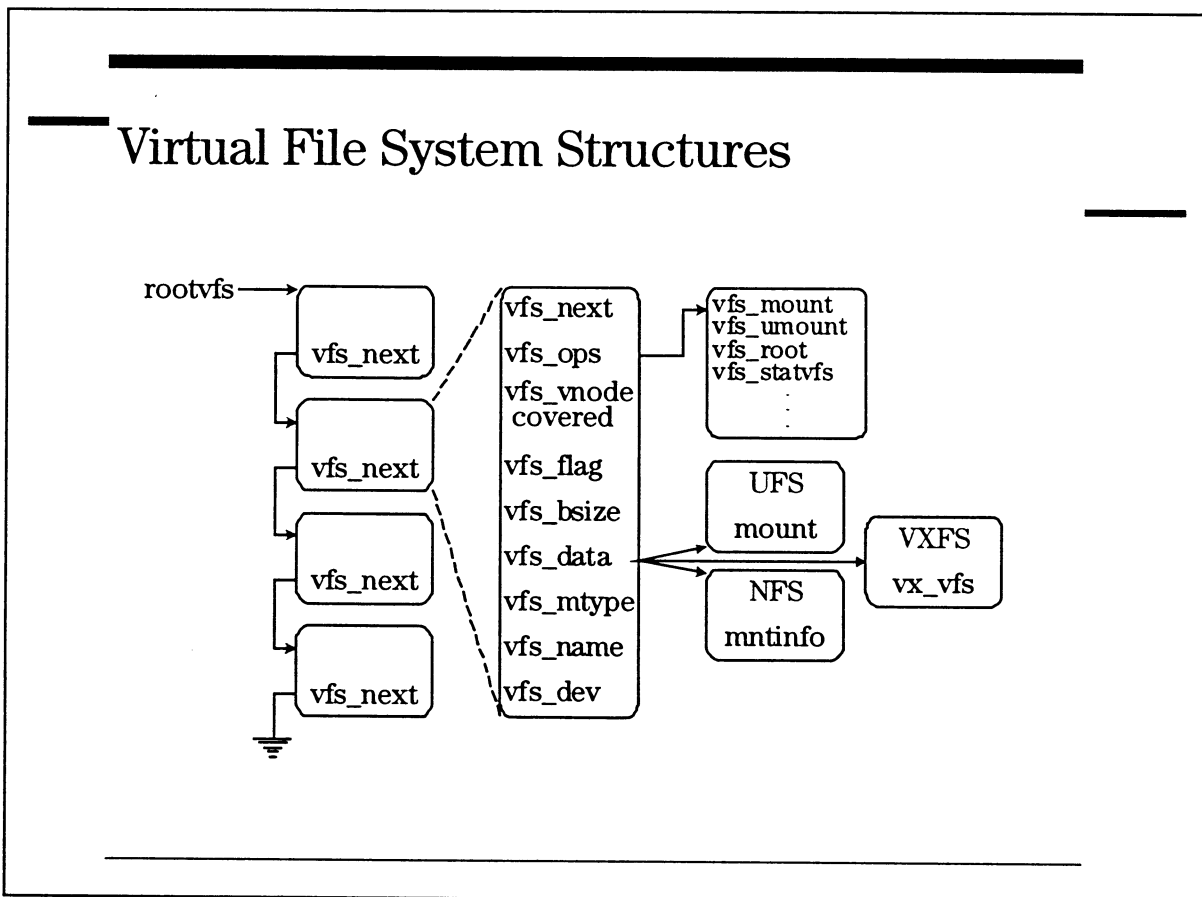 Virtual File System Structures
rootvfs
vfs_next
vfs_next
vfs_next
vfs_next
vfs_next
vfs_ops
vfs_vnode
covered
vfs_flag
vfs_bsize
vfs_data
vfs_mtype
vfs_name
vfs_dev
vfs_mount
vfs_umount
vfs_root
vfs_statvfs
.
.
.
UFS
mount
NFS
mntinfo
VXFS
vx_vfs